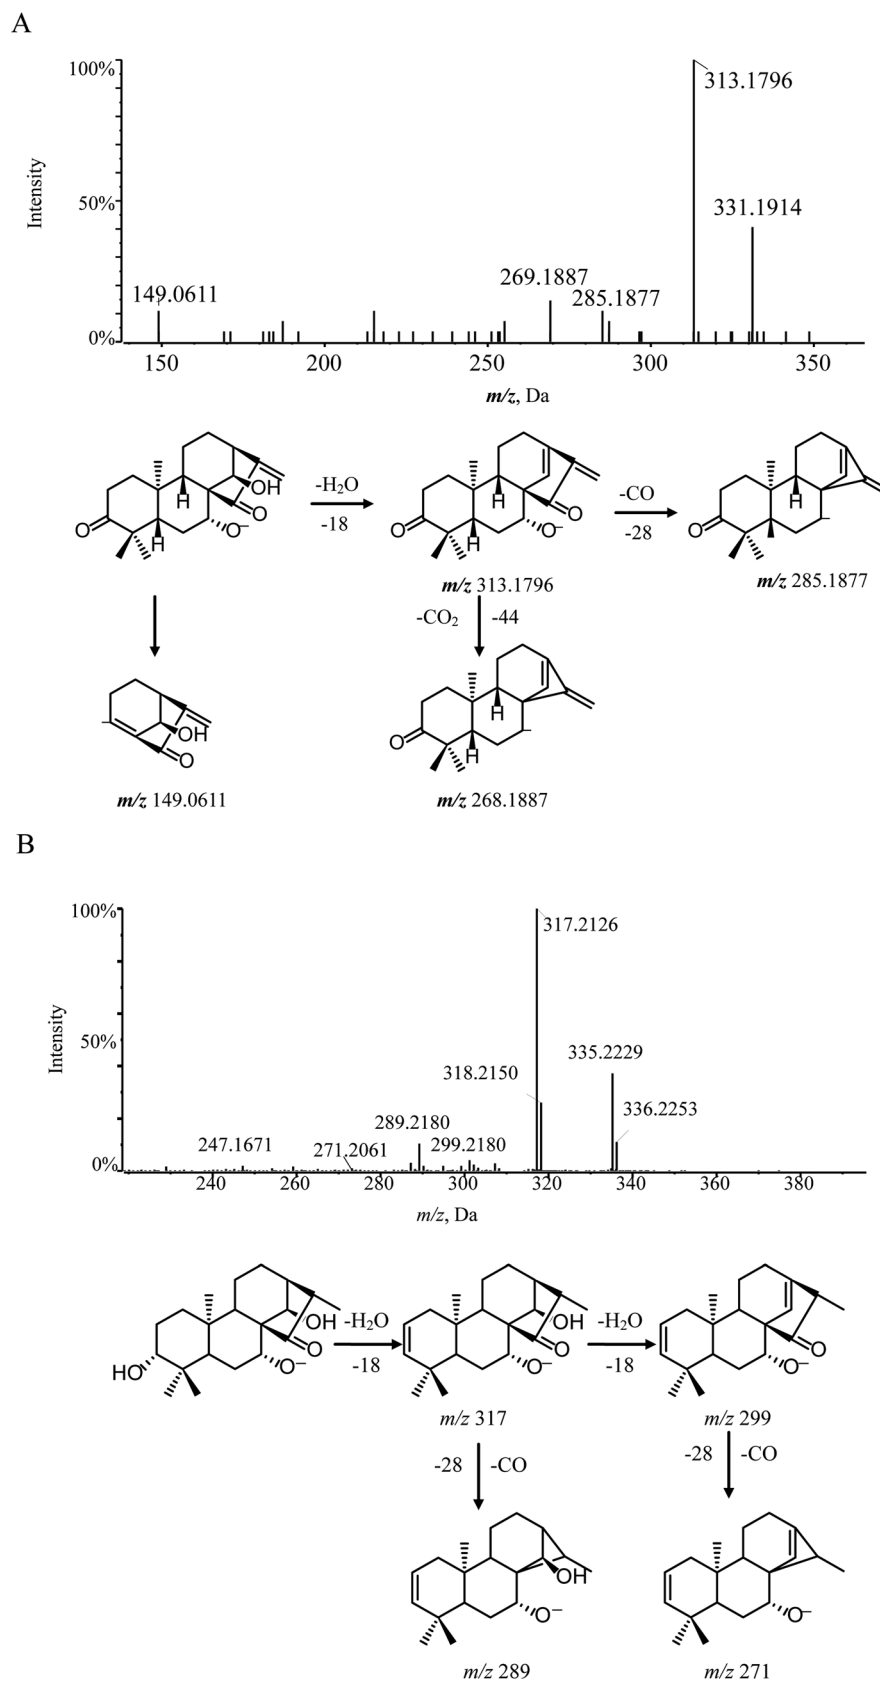 A
100%
313.1796
Intensity
50%
331.1914
269.1887
149.0611
285.1877
0%
150 200 250 300 350
m/z, Da
OH
O
O
O–
H
H
-H₂O
-18
O
O
O–
H
H
m/z 313.1796
-CO
-28
O
H
–
m/z 285.1877
-CO₂ -44
–
OH
O
m/z 149.0611
O
H
H
–
m/z 268.1887
B
100%
317.2126
Intensity
50%
335.2229
318.2150
336.2253
289.2180
247.1671
271.2061
299.2180
0%
240 260 280 300 320 340 360 380
m/z, Da
HO
OH
O
O–
-H₂O
-18
OH
O
O–
m/z 317
-H₂O
-18
O
O–
m/z 299
-28 -CO
-28 -CO
OH
O–
m/z 289
O–
m/z 271